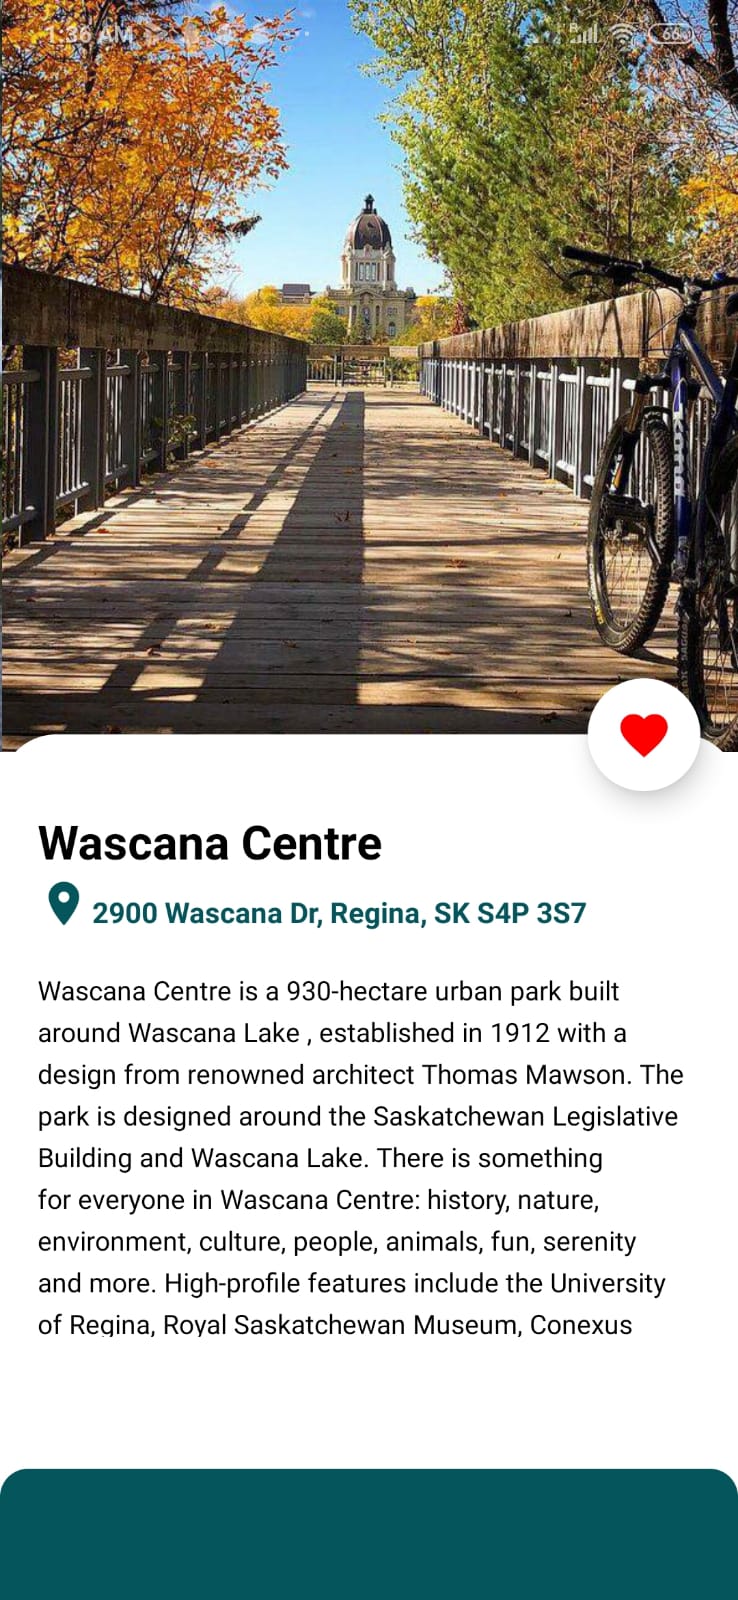 1:36 AM
66
KONA
Wascana Centre
2900 Wascana Dr, Regina, SK S4P 3S7
Wascana Centre is a 930-hectare urban park built
around Wascana Lake , established in 1912 with a
design from renowned architect Thomas Mawson. The
park is designed around the Saskatchewan Legislative
Building and Wascana Lake. There is something
for everyone in Wascana Centre: history, nature,
environment, culture, people, animals, fun, serenity
and more. High-profile features include the University
of Regina, Royal Saskatchewan Museum, Conexus